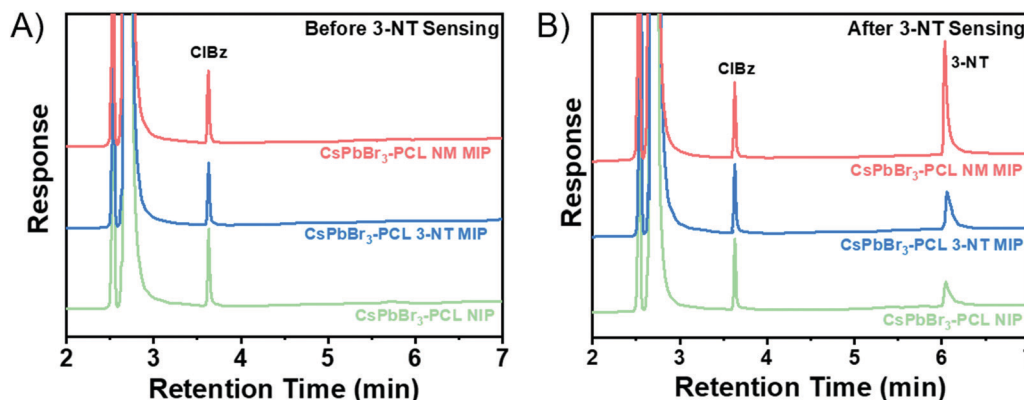 A)
Before 3-NT Sensing
ClBz
CsPbBr₃-PCL NM MIP
CsPbBr₃-PCL 3-NT MIP
CsPbBr₃-PCL NIP
Response
2 3 4 5 6 7
Retention Time (min)
B)
After 3-NT Sensing
ClBz
3-NT
CsPbBr₃-PCL NM MIP
CsPbBr₃-PCL 3-NT MIP
CsPbBr₃-PCL NIP
Response
2 3 4 5 6 7
Retention Time (min)